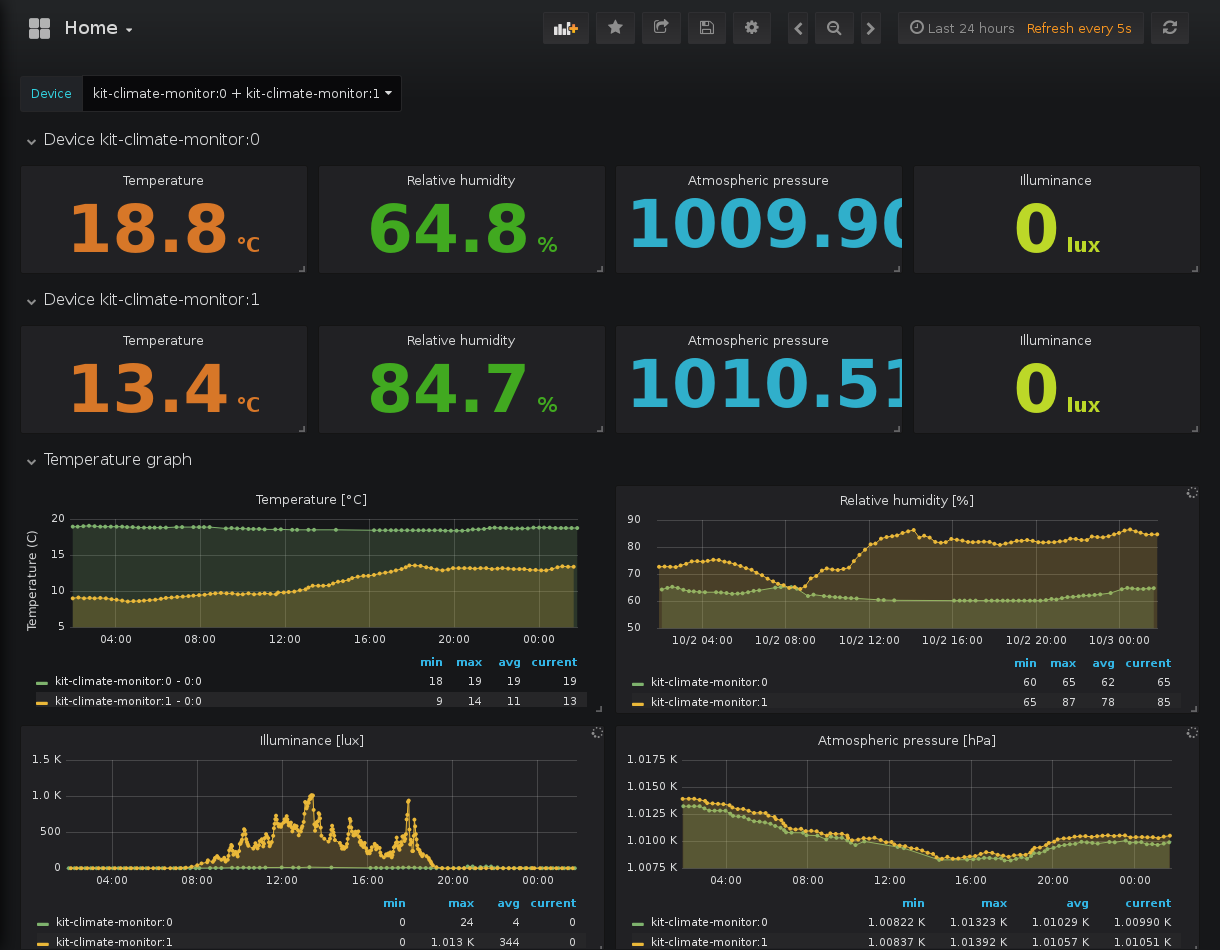 Home
Last 24 hours Refresh every 5s
Device kit-climate-monitor:0 + kit-climate-monitor:1
Device kit-climate-monitor:0
Temperature Relative humidity Atmospheric pressure Illuminance
18.8 °C 64.8 % 1009.90 0 lux
Device kit-climate-monitor:1
Temperature Relative humidity Atmospheric pressure Illuminance
13.4 °C 84.7 % 1010.51 0 lux
Temperature graph
Temperature [°C]
Temperature (C)
20
15
10
5
04:00 08:00 12:00 16:00 20:00 00:00
min max avg current
kit-climate-monitor:0 - 0:0 18 19 19 19
kit-climate-monitor:1 - 0:0 9 14 11 13
Relative humidity [%]
90
80
70
60
50
10/2 04:00 10/2 08:00 10/2 12:00 10/2 16:00 10/2 20:00 10/3 00:00
min max avg current
kit-climate-monitor:0 60 65 62 65
kit-climate-monitor:1 65 87 78 85
Illuminance [lux]
1.5 K
1.0 K
500
0
04:00 08:00 12:00 16:00 20:00 00:00
min max avg current
kit-climate-monitor:0 0 24 4 0
kit-climate-monitor:1 0 1.013 K 344 0
Atmospheric pressure [hPa]
1.0175 K
1.0150 K
1.0125 K
1.0100 K
1.0075 K
04:00 08:00 12:00 16:00 20:00 00:00
min max avg current
kit-climate-monitor:0 1.00822 K 1.01323 K 1.01029 K 1.00990 K
kit-climate-monitor:1 1.00837 K 1.01392 K 1.01057 K 1.01051 K